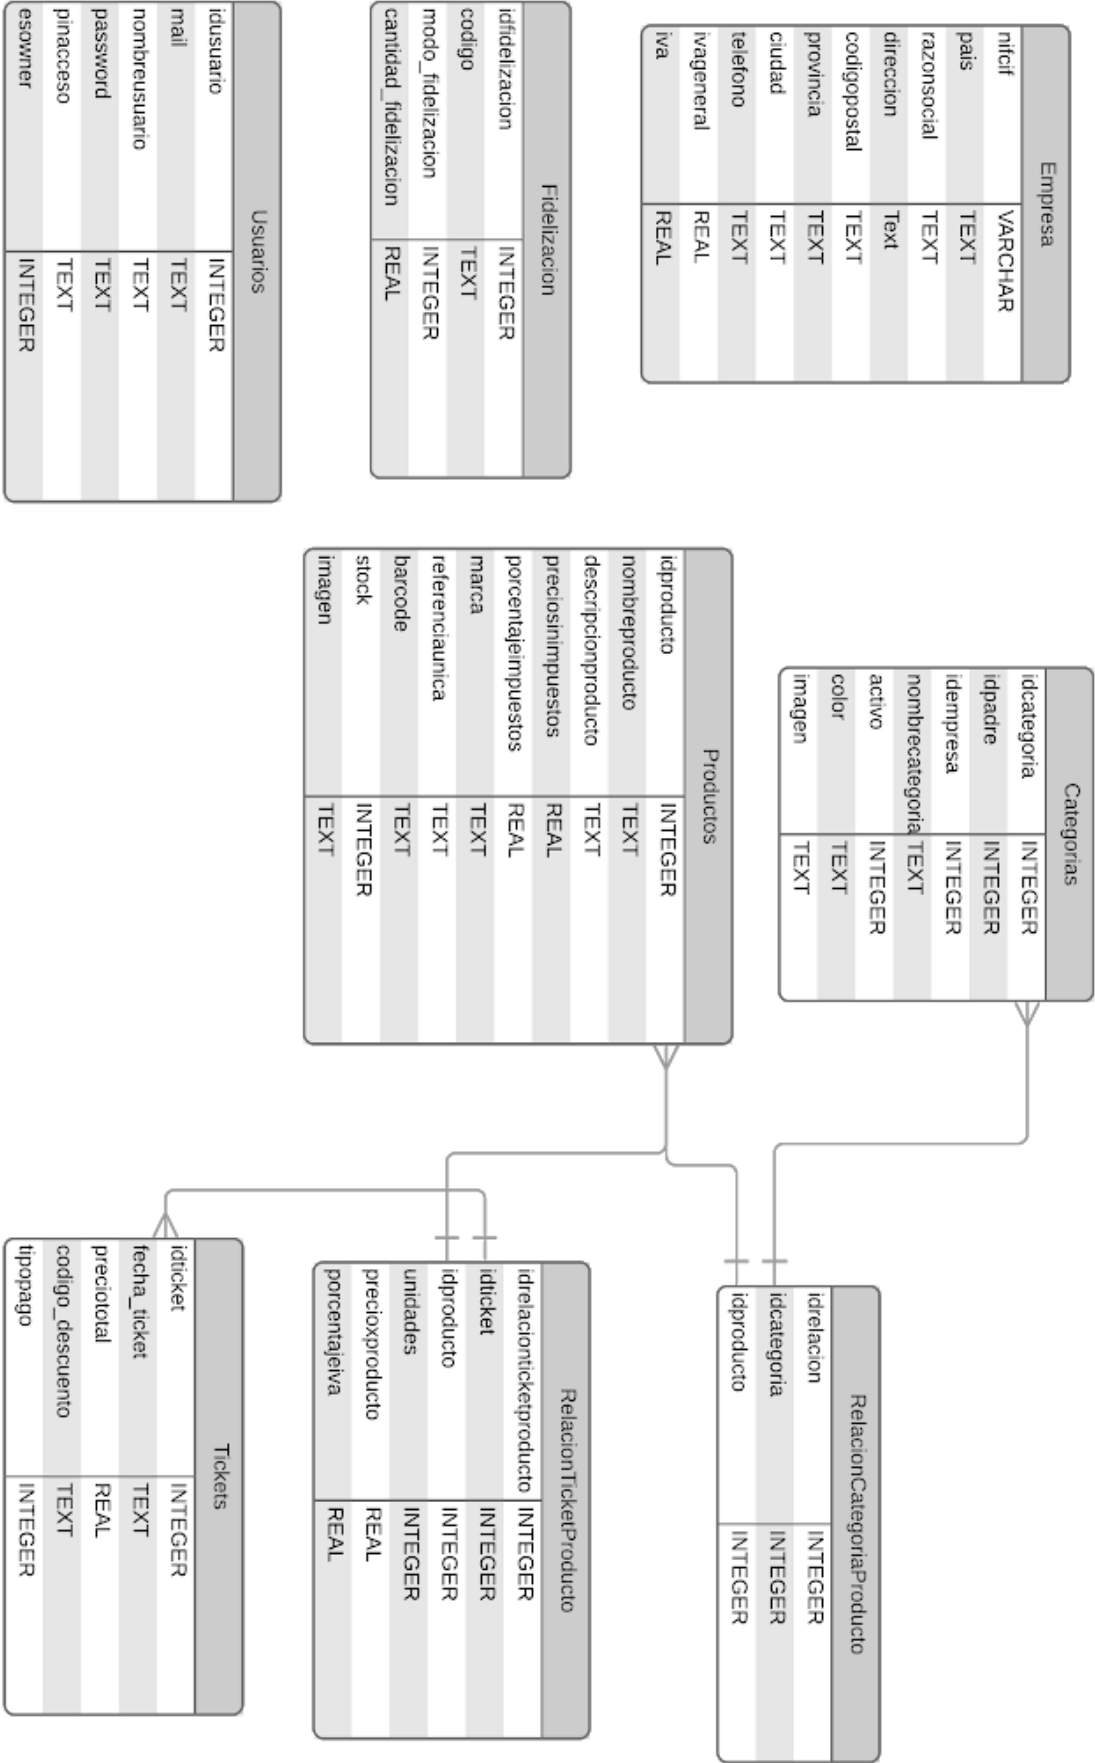 Empresa
nifcif VARCHAR
pais TEXT
razonsocial TEXT
direccion Text
codigopostal TEXT
provincia TEXT
ciudad TEXT
telefono TEXT
ivageneral REAL
iva REAL
Categorias
idcategoria INTEGER
idpadre INTEGER
idempresa INTEGER
nombrecategoria TEXT
activo INTEGER
color TEXT
imagen TEXT
RelacionCategoriaProducto
idrelacion INTEGER
idcategoria INTEGER
idproducto INTEGER
Fidelizacion
idfidelizacion INTEGER
codigo TEXT
modo_fidelizacion INTEGER
cantidad_fidelizacion REAL
Productos
idproducto INTEGER
nombreproducto TEXT
descripcionproducto TEXT
preciosinimpuestos REAL
porcentajeimpuestos REAL
marca TEXT
referenciaunica TEXT
barcode TEXT
stock INTEGER
imagen TEXT
RelacionTicketProducto
idrelacionticketproducto INTEGER
idticket INTEGER
idproducto INTEGER
unidades INTEGER
precioxproducto REAL
porcentajeiva REAL
Usuarios
idusuario INTEGER
mail TEXT
nombreusuario TEXT
password TEXT
pinacceso TEXT
esowner INTEGER
Tickets
idticket INTEGER
fecha_ticket TEXT
preciototal REAL
codigo_descuento TEXT
tipopago INTEGER